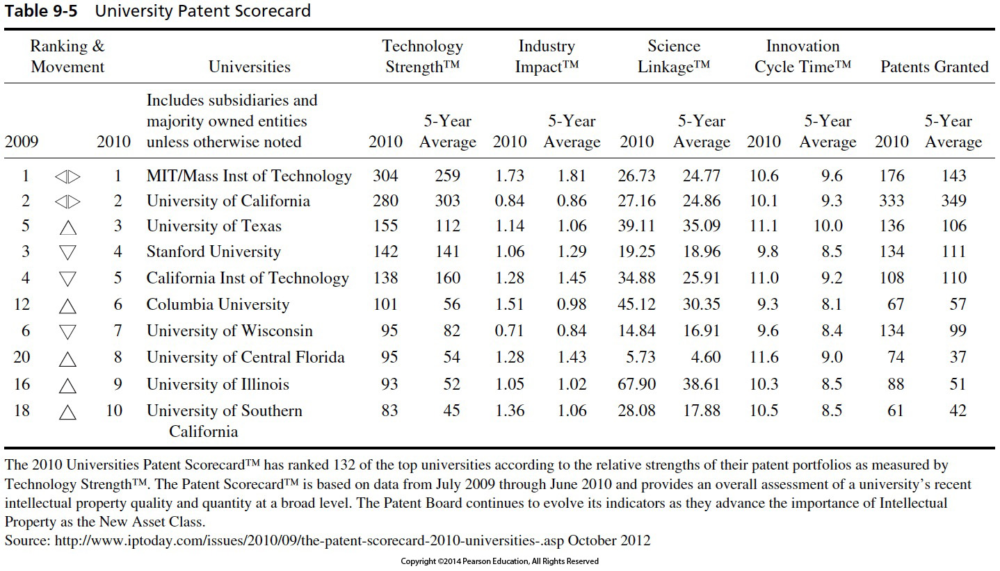 Table 9-5 University Patent Scorecard
Ranking & Movement Universities Technology Strength™ Industry Impact™ Science Linkage™ Innovation Cycle Time™ Patents Granted
2009 2010 Includes subsidiaries and majority owned entities unless otherwise noted 2010 5-Year Average 2010 5-Year Average 2010 5-Year Average 2010 5-Year Average 2010 5-Year Average
1 ◁▷ 1 MIT/Mass Inst of Technology 304 259 1.73 1.81 26.73 24.77 10.6 9.6 176 143
2 ◁▷ 2 University of California 280 303 0.84 0.86 27.16 24.86 10.1 9.3 333 349
5 △ 3 University of Texas 155 112 1.14 1.06 39.11 35.09 11.1 10.0 136 106
3 ▽ 4 Stanford University 142 141 1.06 1.29 19.25 18.96 9.8 8.5 134 111
4 ▽ 5 California Inst of Technology 138 160 1.28 1.45 34.88 25.91 11.0 9.2 108 110
12 △ 6 Columbia University 101 56 1.51 0.98 45.12 30.35 9.3 8.1 67 57
6 ▽ 7 University of Wisconsin 95 82 0.71 0.84 14.84 16.91 9.6 8.4 134 99
20 △ 8 University of Central Florida 95 54 1.28 1.43 5.73 4.60 11.6 9.0 74 37
16 △ 9 University of Illinois 93 52 1.05 1.02 67.90 38.61 10.3 8.5 88 51
18 △ 10 University of Southern California 83 45 1.36 1.06 28.08 17.88 10.5 8.5 61 42
The 2010 Universities Patent Scorecard™ has ranked 132 of the top universities according to the relative strengths of their patent portfolios as measured by
Technology Strength™. The Patent Scorecard™ is based on data from July 2009 through June 2010 and provides an overall assessment of a university's recent
intellectual property quality and quantity at a broad level. The Patent Board continues to evolve its indicators as they advance the importance of Intellectual
Property as the New Asset Class.
Source: http://www.iptoday.com/issues/2010/09/the-patent-scorecard-2010-universities-.asp October 2012
Copyright ©2014 Pearson Education, All Rights Reserved